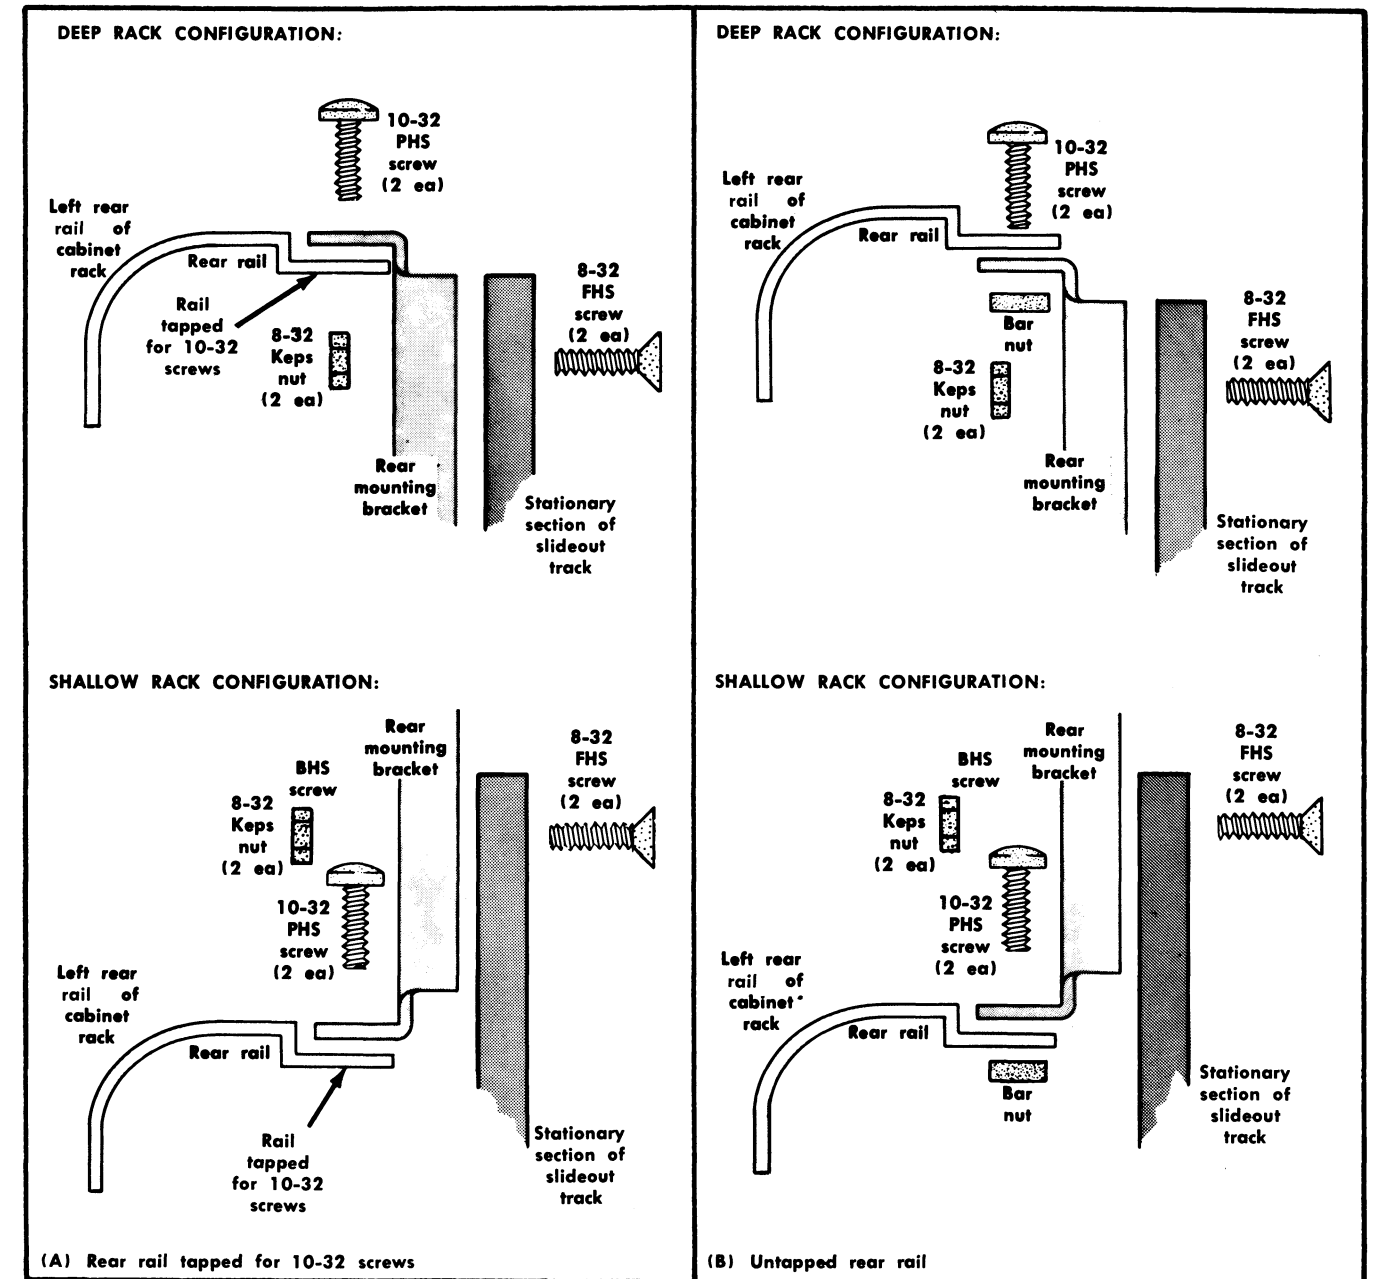 DEEP RACK CONFIGURATION:
10-32
PHS
screw
(2 ea)
Left rear
rail of
cabinet
rack
Rear rail
Rail
tapped
for 10-32
screws
8-32
Keps
nut
(2 ea)
8-32
FHS
screw
(2 ea)
Rear
mounting
bracket
Stationary
section of
slideout
track
DEEP RACK CONFIGURATION:
10-32
PHS
screw
(2 ea)
Left rear
rail of
cabinet
rack
Rear rail
Bar
nut
8-32
Keps
nut
(2 ea)
8-32
FHS
screw
(2 ea)
Rear
mounting
bracket
Stationary
section of
slideout
track
SHALLOW RACK CONFIGURATION:
Rear
mounting
bracket
8-32
FHS
screw
(2 ea)
BHS
screw
8-32
Keps
nut
(2 ea)
10-32
PHS
screw
(2 ea)
Left rear
rail of
cabinet
rack
Rear rail
Rail
tapped
for 10-32
screws
Stationary
section of
slideout
track
(A) Rear rail tapped for 10-32 screws
SHALLOW RACK CONFIGURATION:
Rear
mounting
bracket
8-32
FHS
screw
(2 ea)
BHS
screw
8-32
Keps
nut
(2 ea)
10-32
PHS
screw
(2 ea)
Left rear
rail of
cabinet
rack
Rear rail
Bar
nut
Stationary
section of
slideout
track
(B) Untapped rear rail